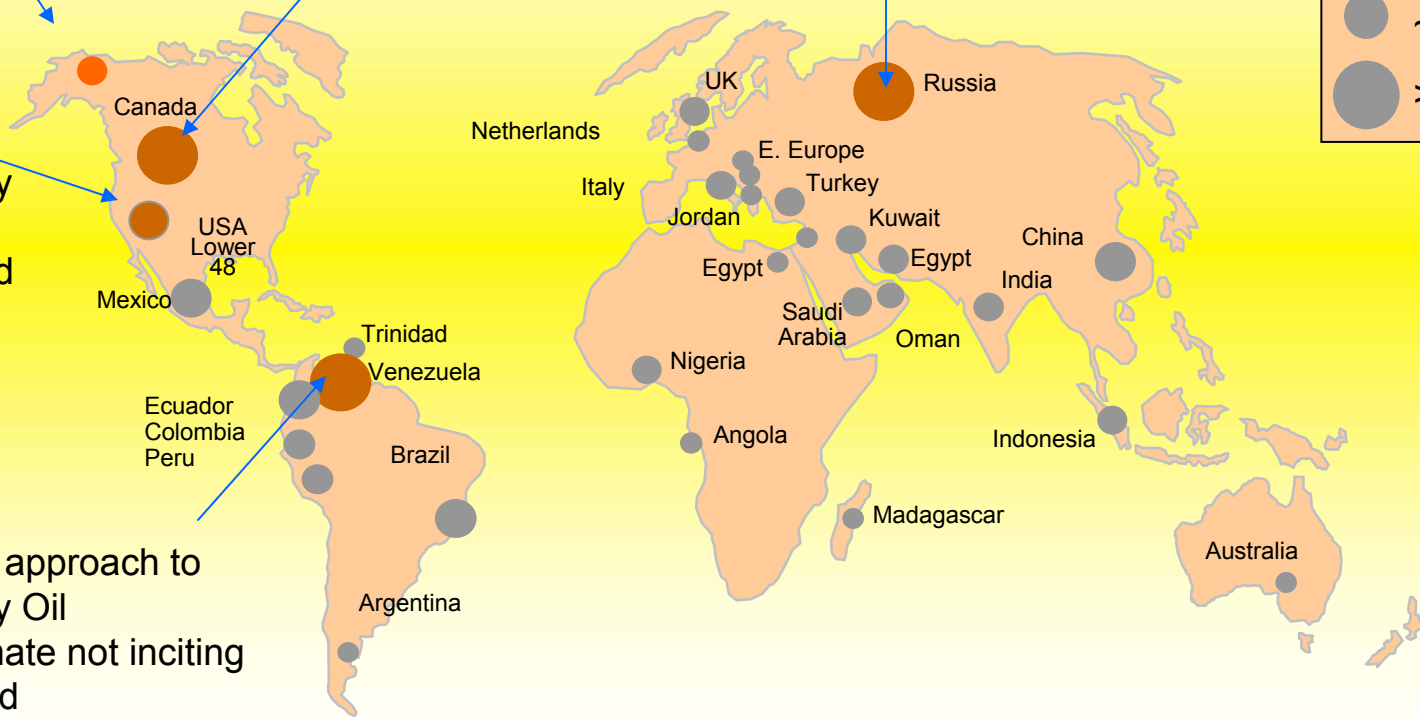 UK
Russia
Canada
Netherlands
E. Europe
Italy
Turkey
Jordan
Kuwait
USA
Lower
48
China
Egypt
Egypt
India
Mexico
Saudi
Arabia
Oman
Trinidad
Venezuela
Nigeria
Ecuador
Colombia
Peru
Brazil
Angola
Indonesia
Madagascar
Australia
Argentina
approach to
y Oil
nate not inciting
d
y
d
>